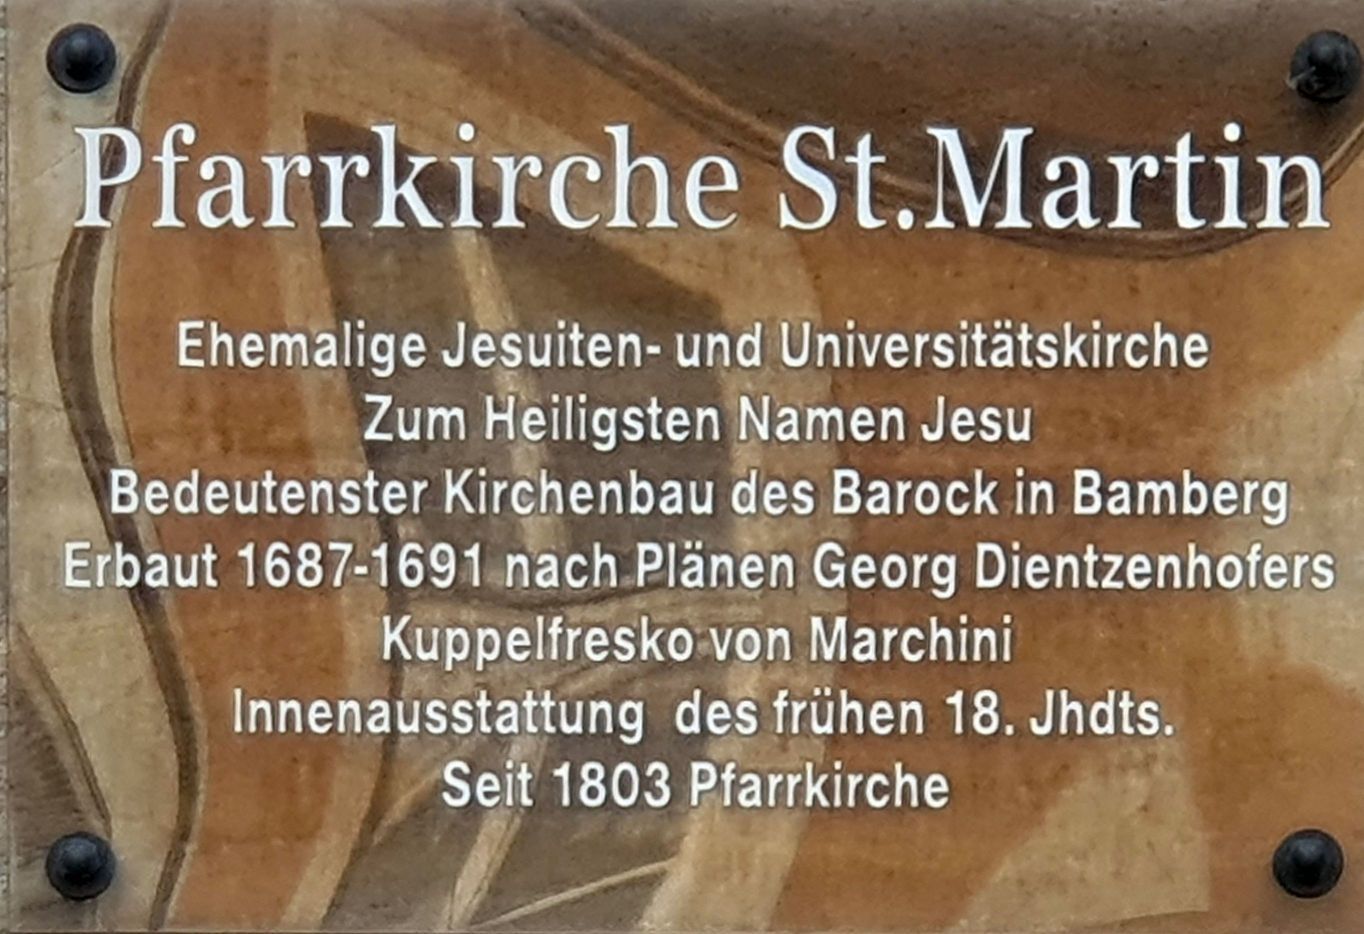 Pfarrkirche St.Martin
Ehemalige Jesuiten- und Universitätskirche
Zum Heiligsten Namen Jesu
Bedeutenster Kirchenbau des Barock in Bamberg
Erbaut 1687-1691 nach Plänen Georg Dientzenhofers
Kuppelfresko von Marchini
Innenausstattung des frühen 18. Jhdts.
Seit 1803 Pfarrkirche